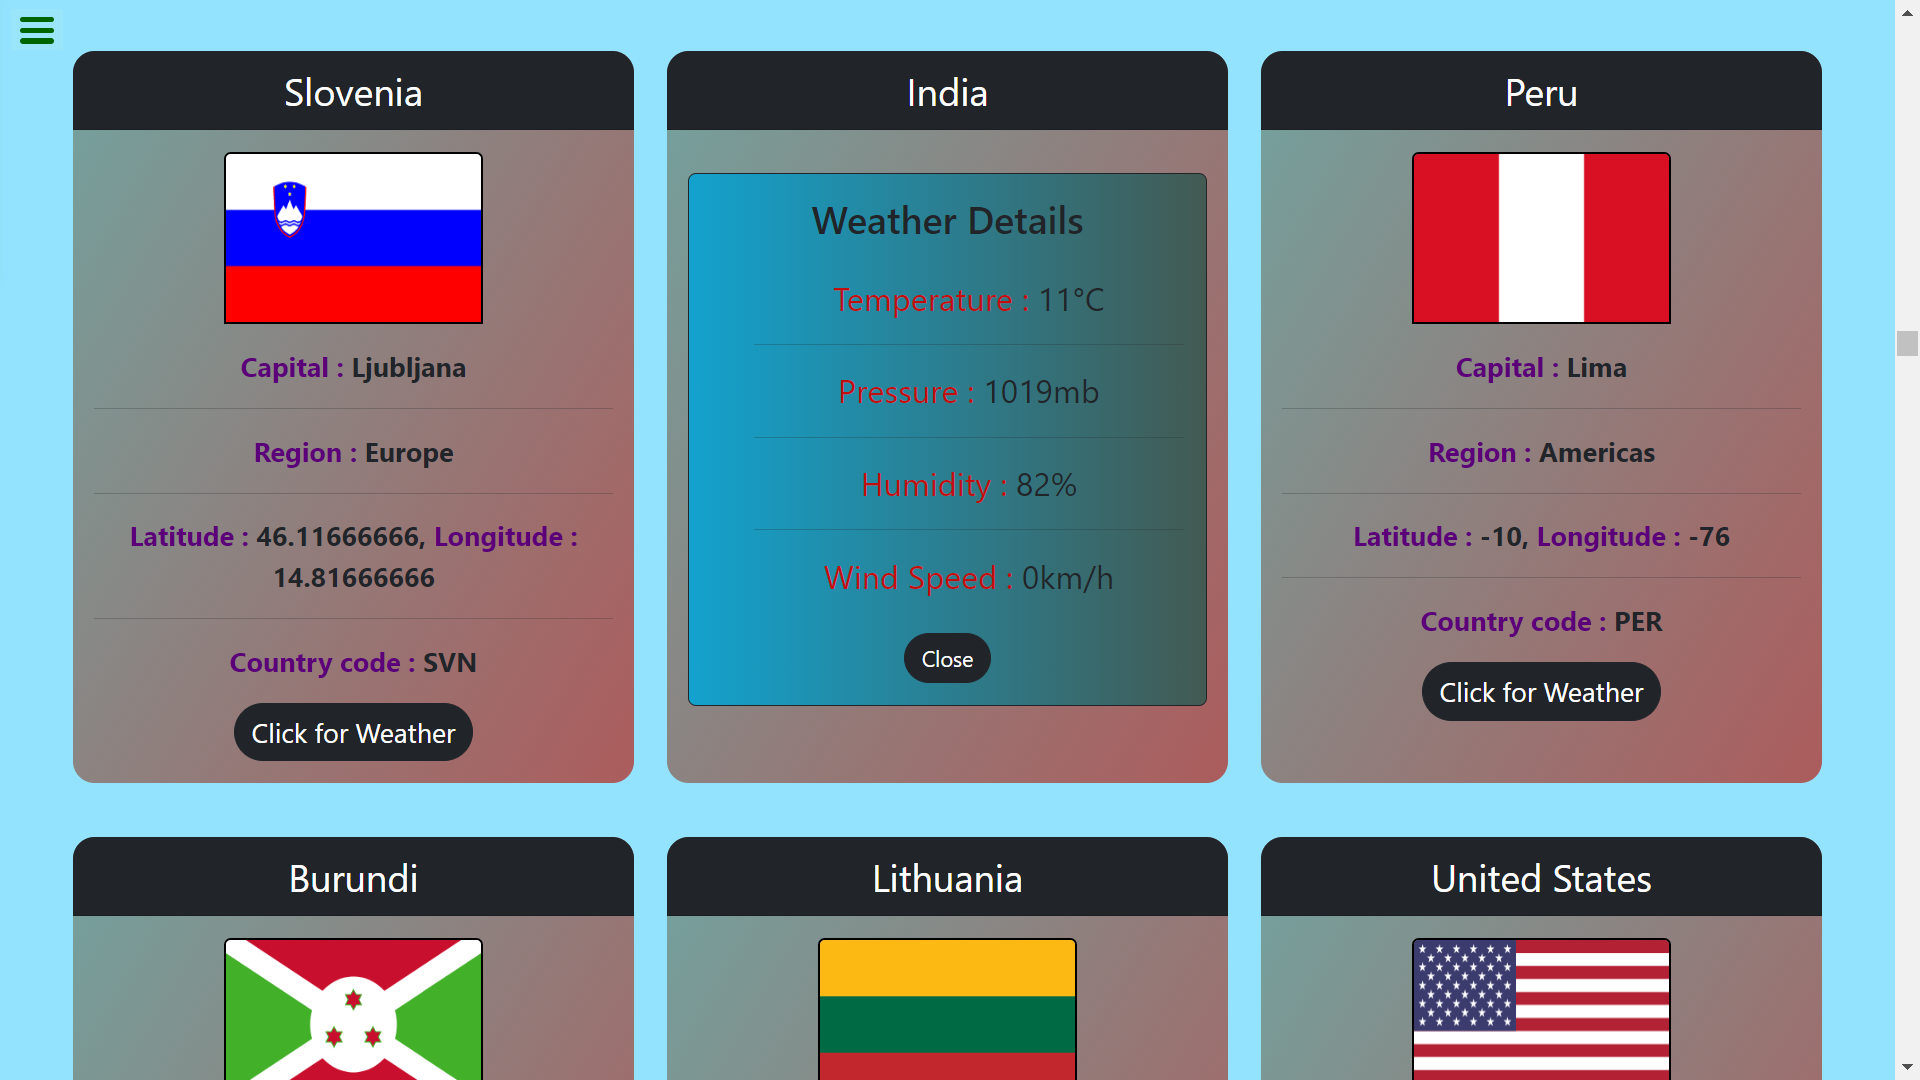 Slovenia
Capital : Ljubljana
Region : Europe
Latitude : 46.11666666, Longitude :
14.81666666
Country code : SVN
Click for Weather
India
Weather Details
Temperature : 11°C
Pressure : 1019mb
Humidity : 82%
Wind Speed : 0km/h
Close
Peru
Capital : Lima
Region : Americas
Latitude : -10, Longitude : -76
Country code : PER
Click for Weather
Burundi
Lithuania
United States